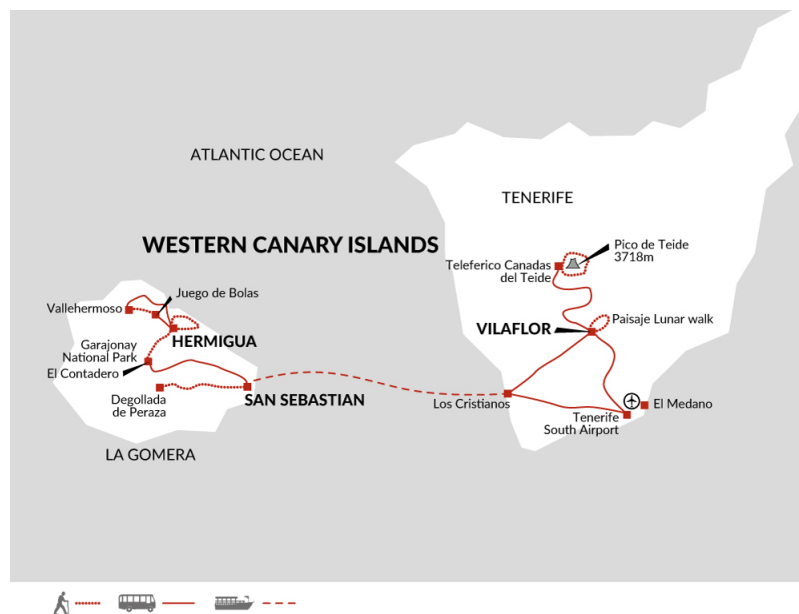 ATLANTIC OCEAN
TENERIFE
WESTERN CANARY ISLANDS
Pico de Teide
3718m
Teleferico Canadas
del Teide
Juego de Bolas
Vallehermoso
HERMIGUA
VILAFLOR
Paisaje Lunar walk
Garajonay
National Park
El Contadero
Degollada
de Peraza
SAN SEBASTIAN
Los Cristianos
El Medano
Tenerife
South Airport
LA GOMERA